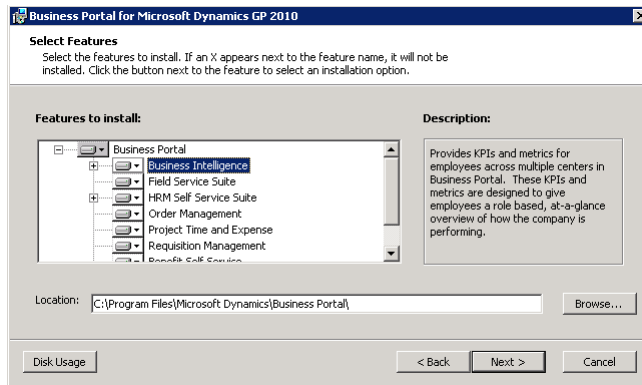 Business Portal for Microsoft Dynamics GP 2010
Select Features
Select the features to install. If an X appears next to the feature name, it will not be
installed. Click the button next to the feature to select an installation option.
Features to install:
Business Portal
Business Intelligence
Field Service Suite
HRM Self Service Suite
Order Management
Project Time and Expense
Requisition Management
Benefit Self Service
Description:
Provides KPIs and metrics for
employees across multiple centers in
Business Portal. These KPIs and
metrics are designed to give
employees a role based, at-a-glance
overview of how the company is
performing.
Location: C:\Program Files\Microsoft Dynamics\Business Portal\ Browse...
Disk Usage < Back Next > Cancel